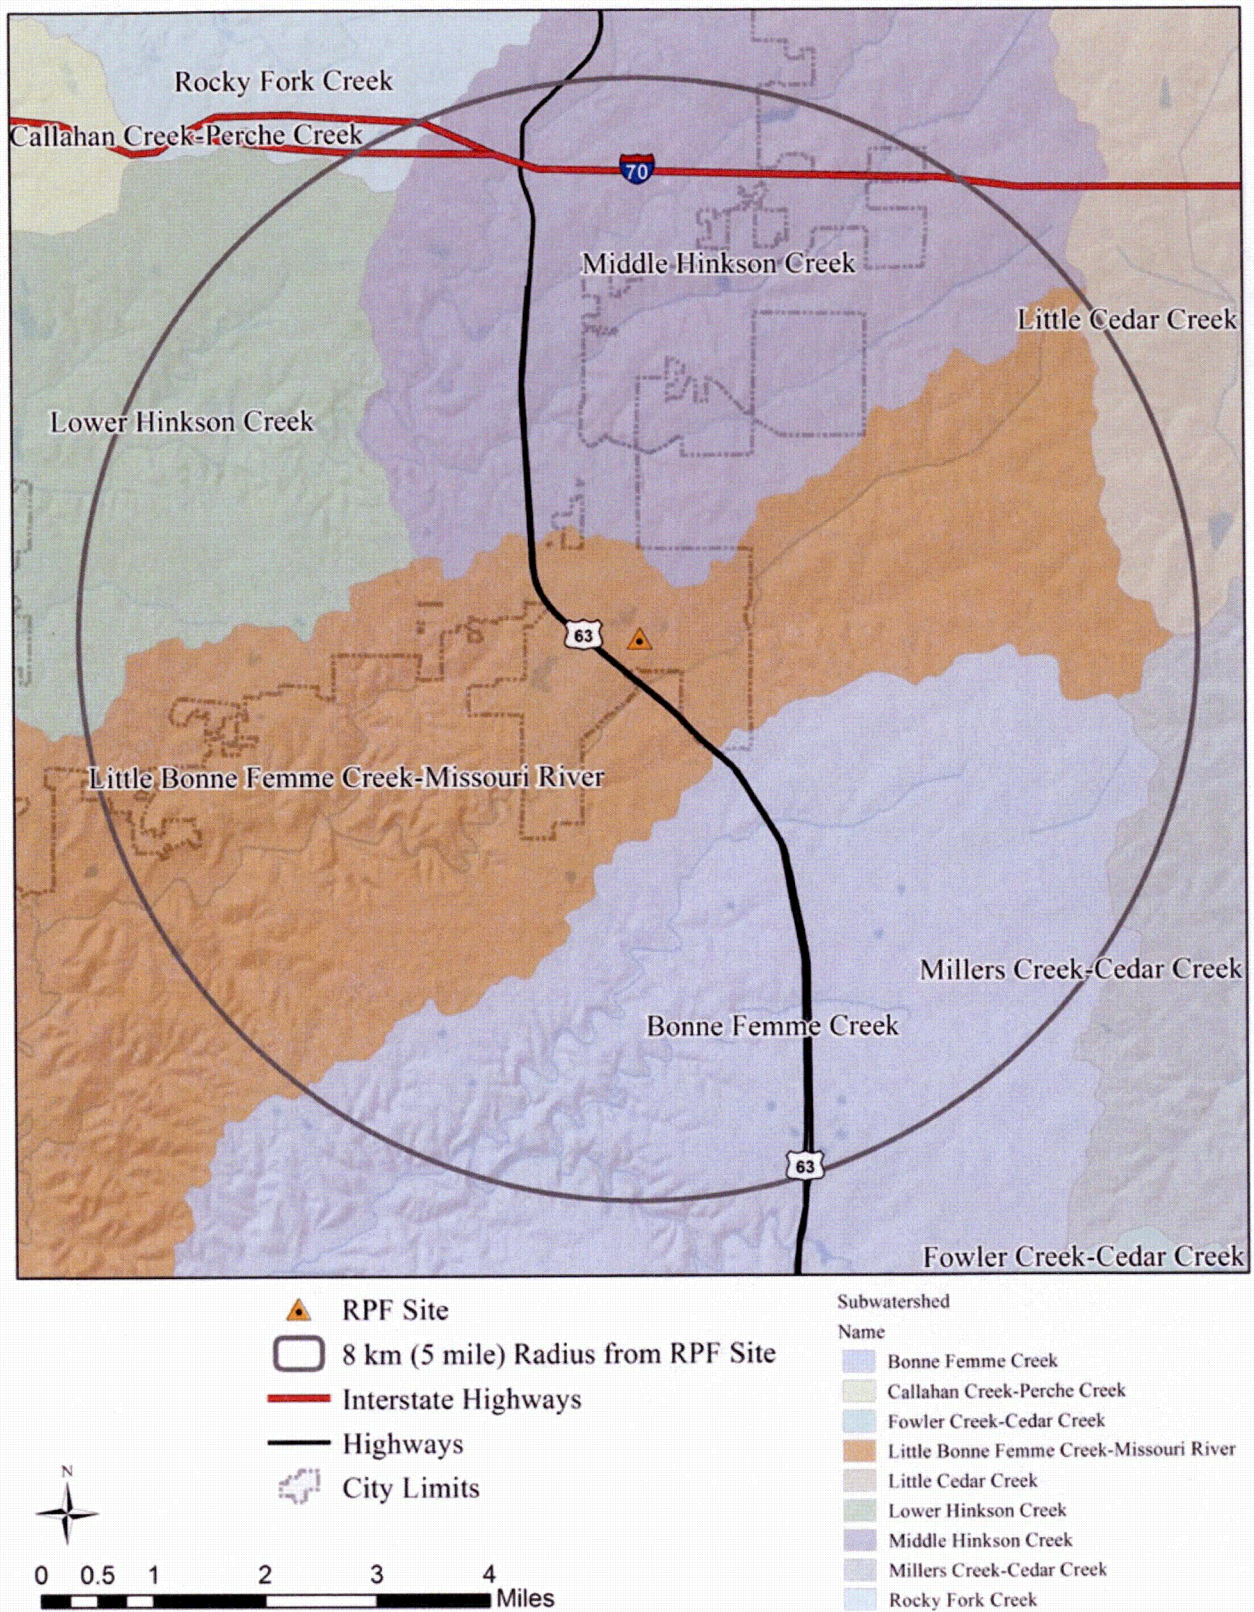 Rocky Fork Creek
Callahan Creek-Perche Creek
70
Middle Hinkson Creek
Little Cedar Creek
Lower Hinkson Creek
63
Little Bonne Femme Creek-Missouri River
Millers Creek-Cedar Creek
Bonne Femme Creek
63
Fowler Creek-Cedar Creek
RPF Site
8 km (5 mile) Radius from RPF Site
Interstate Highways
Highways
City Limits
N
0 0.5 1 2 3 4
Miles
Subwatershed
Name
Bonne Femme Creek
Callahan Creek-Perche Creek
Fowler Creek-Cedar Creek
Little Bonne Femme Creek-Missouri River
Little Cedar Creek
Lower Hinkson Creek
Middle Hinkson Creek
Millers Creek-Cedar Creek
Rocky Fork Creek